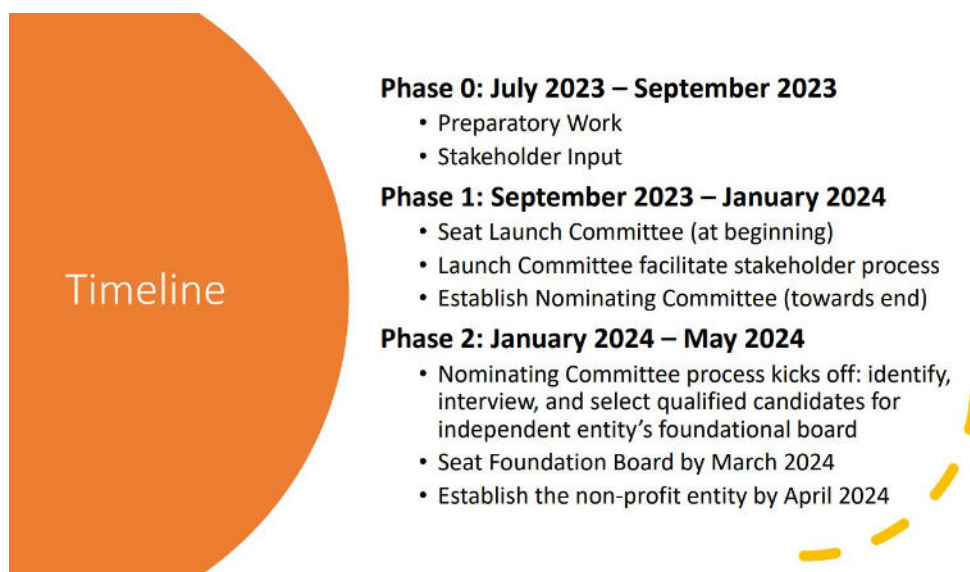 Timeline
Phase 0: July 2023 – September 2023
• Preparatory Work
• Stakeholder Input
Phase 1: September 2023 – January 2024
• Seat Launch Committee (at beginning)
• Launch Committee facilitate stakeholder process
• Establish Nominating Committee (towards end)
Phase 2: January 2024 – May 2024
• Nominating Committee process kicks off: identify,
interview, and select qualified candidates for
independent entity’s foundational board
• Seat Foundation Board by March 2024
• Establish the non-profit entity by April 2024